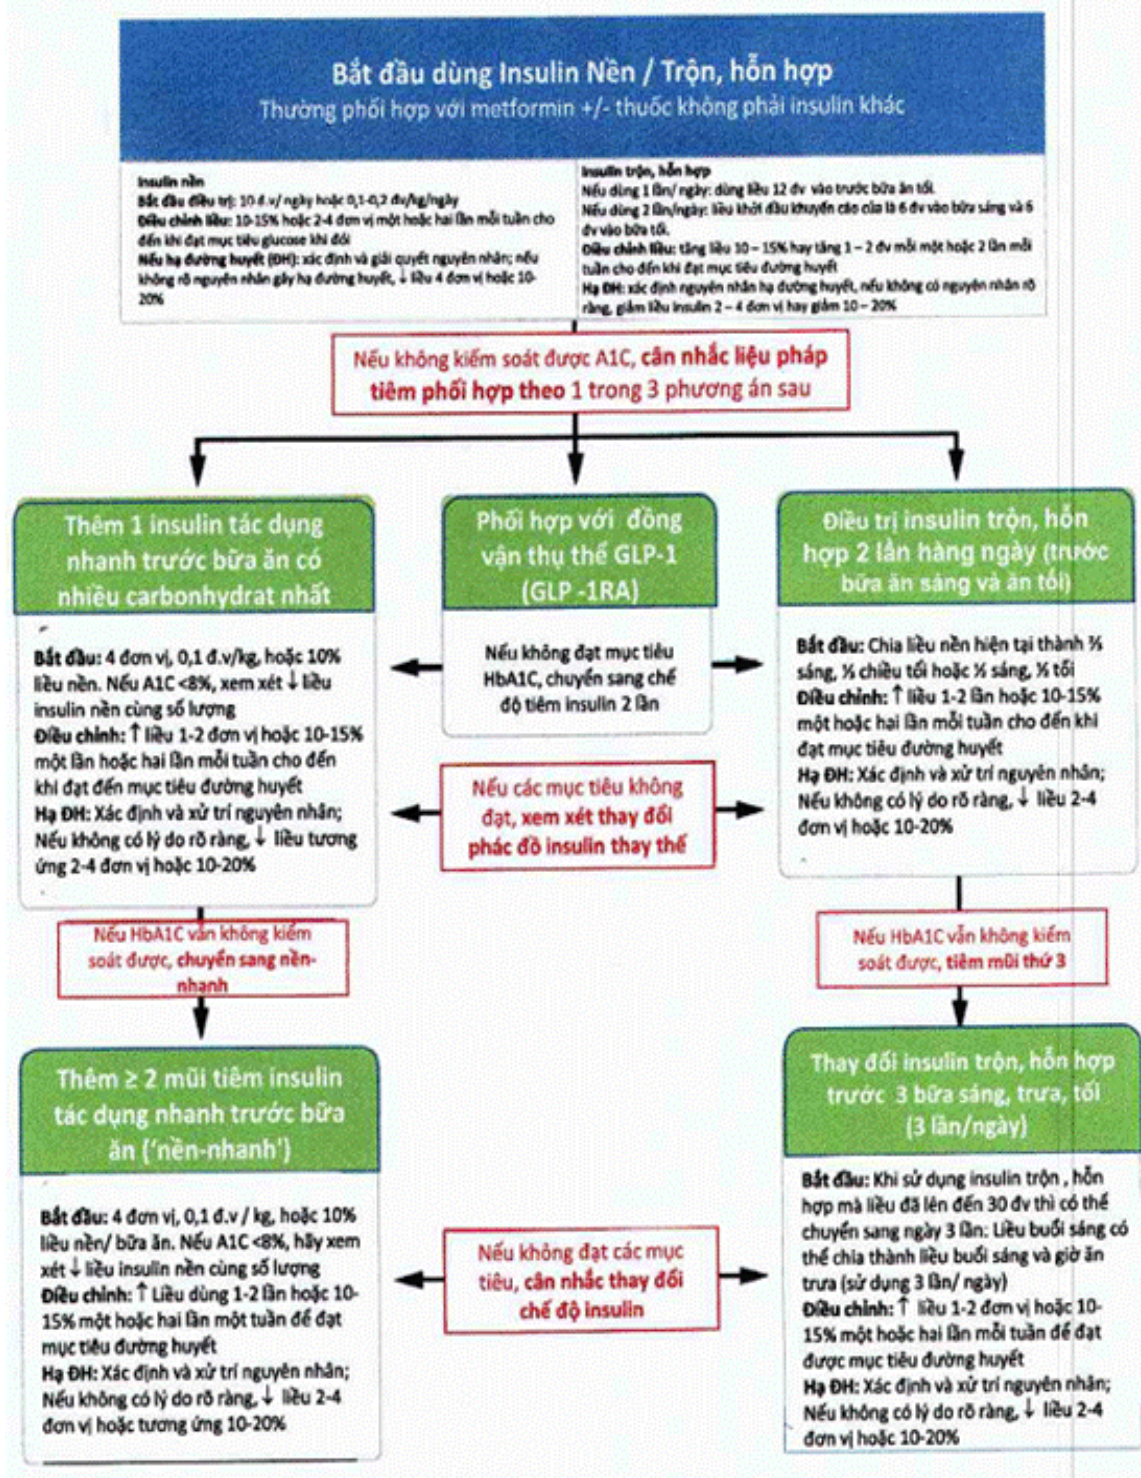 Bắt đầu dùng Insulin Nền / Trộn, hỗn hợp
Thường phối hợp với metformin +/- thuốc không phải insulin khác
Insulin nền
Bắt đầu điều trị: 10 đ.v/ ngày hoặc 0,1-0,2 đv/kg/ngày
Điều chỉnh liều: 10-15% hoặc 2-4 đơn vị một hoặc hai lần mỗi tuần cho
đến khi đạt mục tiêu glucose khi đói
Nếu hạ đường huyết (ĐH): xác định và giải quyết nguyên nhân; nếu
không rõ nguyên nhân gây hạ đường huyết, ↓ liều 4 đơn vị hoặc 10-
20%
Insulin trộn, hỗn hợp
Nếu dùng 1 lần/ ngày: dùng liều 12 đv vào trước bữa ăn tối.
Nếu dùng 2 lần/ngày: liều khởi đầu khuyến cáo của là 6 đv vào bữa sáng và 6
đv vào bữa tối.
Điều chỉnh liều: tăng liều 10 – 15% hay tăng 1 – 2 đv mỗi một hoặc 2 lần mỗi
tuần cho đến khi đạt mục tiêu đường huyết
Hạ ĐH: xác định nguyên nhân hạ đường huyết, nếu không có nguyên nhân rõ
ràng, giảm liều insulin 2 – 4 đơn vị hay giảm 10 – 20%
Nếu không kiểm soát được A1C, cân nhắc liệu pháp
tiêm phối hợp theo 1 trong 3 phương án sau
Thêm 1 insulin tác dụng
nhanh trước bữa ăn có
nhiều carbonhydrat nhất
Bắt đầu: 4 đơn vị, 0,1 đ.v/kg, hoặc 10%
liều nền. Nếu A1C <8%, xem xét ↓ liều
insulin nền cùng số lượng
Điều chỉnh: ↑ liều 1-2 đơn vị hoặc 10-15%
một lần hoặc hai lần mỗi tuần cho đến
khi đạt đến mục tiêu đường huyết
Hạ ĐH: Xác định và xử trí nguyên nhân;
Nếu không có lý do rõ ràng, ↓ liều tương
ứng 2-4 đơn vị hoặc 10-20%
Phối hợp với đồng
vận thụ thể GLP-1
(GLP -1RA)
Nếu không đạt mục tiêu
HbA1C, chuyển sang chế
độ tiêm insulin 2 lần
Điều trị insulin trộn, hỗn
hợp 2 lần hàng ngày (trước
bữa ăn sáng và ăn tối)
Bắt đầu: Chia liều nền hiện tại thành ⅔
sáng, ⅓ chiều tối hoặc ½ sáng, ½ tối
Điều chỉnh: ↑ liều 1-2 lần hoặc 10-15%
một hoặc hai lần mỗi tuần cho đến khi
đạt mục tiêu đường huyết
Hạ ĐH: Xác định và xử trí nguyên nhân;
Nếu không có lý do rõ ràng, ↓ liều 2-4
đơn vị hoặc 10-20%
Nếu các mục tiêu không
đạt, xem xét thay đổi
phác đồ insulin thay thế
Nếu HbA1C vẫn không kiểm
soát được, chuyển sang nền-
nhanh
Nếu HbA1C vẫn không kiểm
soát được, tiêm mũi thứ 3
Thêm ≥ 2 mũi tiêm insulin
tác dụng nhanh trước bữa
ăn ('nền-nhanh')
Bắt đầu: 4 đơn vị, 0,1 đ.v / kg, hoặc 10%
liều nền/ bữa ăn. Nếu A1C <8%, hãy xem
xét ↓ liều insulin nền cùng số lượng
Điều chỉnh: ↑ Liều dùng 1-2 lần hoặc 10-
15% một hoặc hai lần một tuần để đạt
mục tiêu đường huyết
Hạ ĐH: Xác định và xử trí nguyên nhân;
Nếu không có lý do rõ ràng, ↓ liều 2-4
đơn vị hoặc tương ứng 10-20%
Nếu không đạt các mục
tiêu, cân nhắc thay đổi
chế độ insulin
Thay đổi insulin trộn, hỗn hợp
trước 3 bữa sáng, trưa, tối
(3 lần/ngày)
Bắt đầu: Khi sử dụng insulin trộn , hỗn
hợp mà liều đã lên đến 30 đv thì có thể
chuyển sang ngày 3 lần: Liều buổi sáng có
thể chia thành liều buổi sáng và giờ ăn
trưa (sử dụng 3 lần/ ngày)
Điều chỉnh: ↑ liều 1-2 đơn vị hoặc 10-
15% một hoặc hai lần mỗi tuần để đạt
được mục tiêu đường huyết
Hạ ĐH: Xác định và xử trí nguyên nhân;
Nếu không có lý do rõ ràng, ↓ liều 2-4
đơn vị hoặc 10-20%